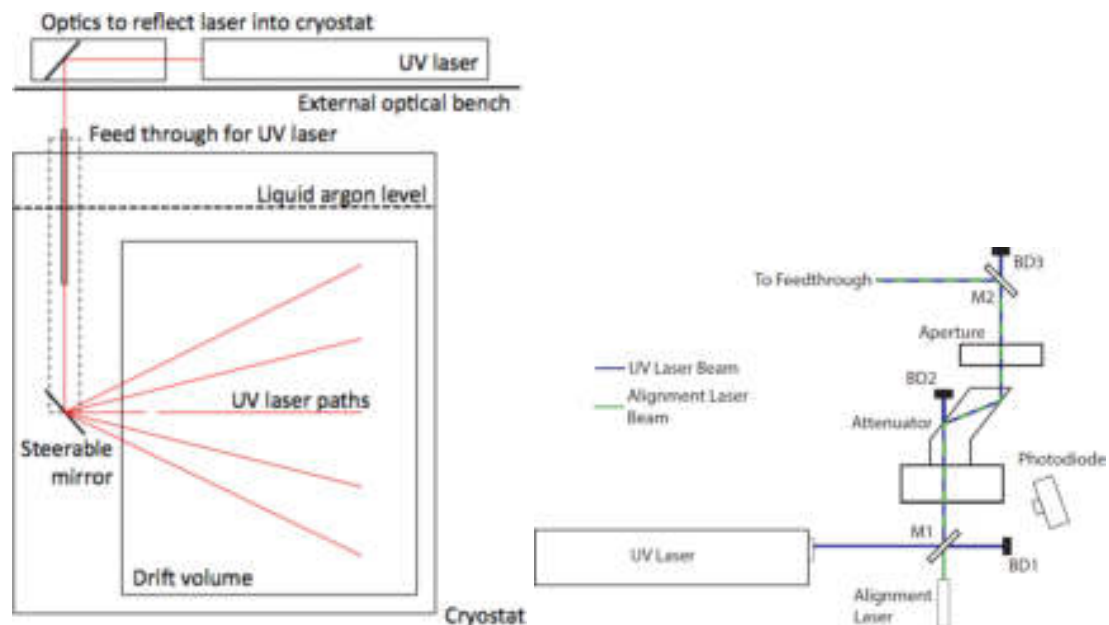 Optics to reflect laser into cryostat
UV laser
External optical bench
Feed through for UV laser
Liquid argon level
UV laser paths
Steerable
mirror
Drift volume
Cryostat
BD3
To Feedthrough
M2
Aperture
UV Laser Beam
BD2
Alignment Laser
Beam
Attenuator
Photodiode
M1
UV Laser
BD1
Alignment
Laser